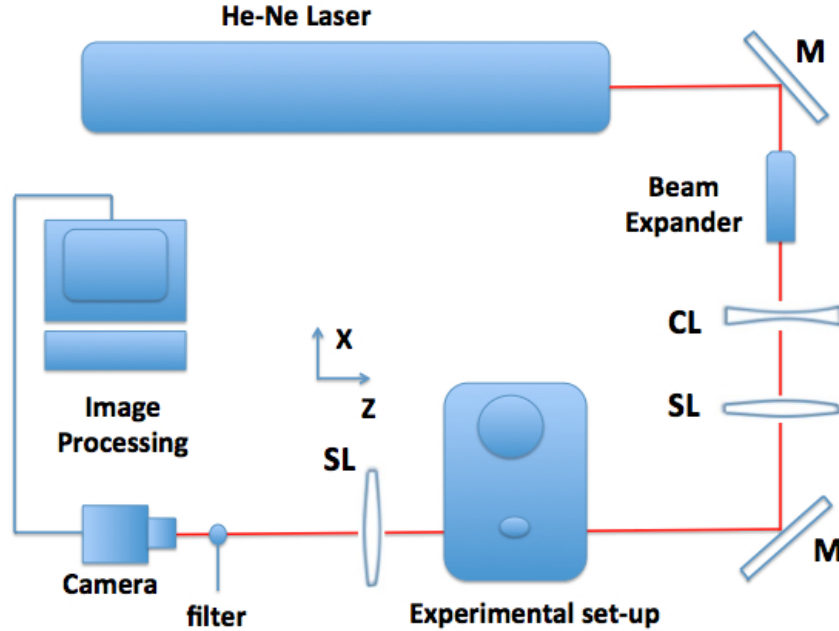 He-Ne Laser
M
Beam
Expander
CL
X
Z
SL
Image
Processing
SL
M
Camera
filter
Experimental set-up